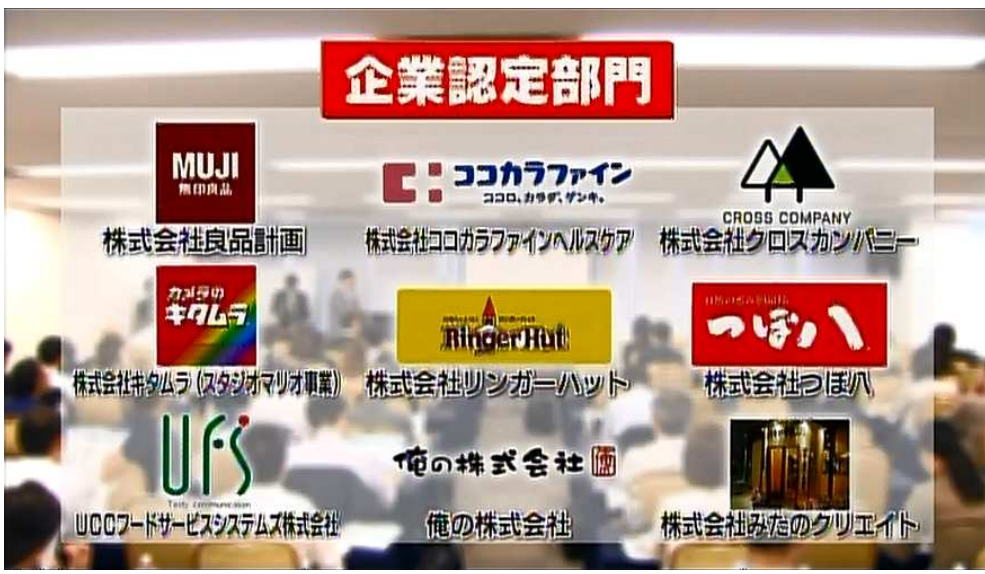 企業認定部門
MUJI
無印良品
株式会社良品計画
ココカラファイン
ココロ、カラダ、ゲンキ。
株式会社ココカラファインヘルスケア
CROSS COMPANY
株式会社クロスカンパニー
カメラの
キタムラ
株式会社キタムラ(スタジオマリオ事業)
RingerHut
株式会社リンガーハット
つぼ八
株式会社つぼ八
UFS
Tasty communication
UCCフードサービスシステムズ株式会社
俺の株式会社
俺の株式会社
株式会社みたのクリエイト